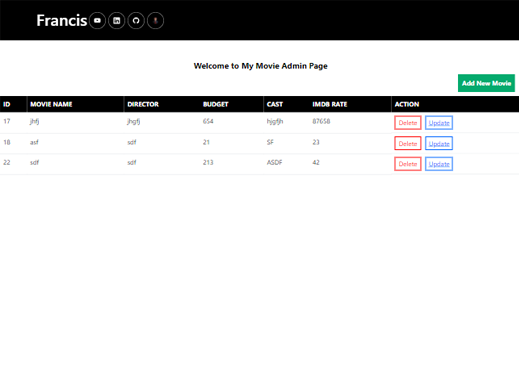 Francis
Welcome to My Movie Admin Page
Add New Movie
ID MOVIE NAME DIRECTOR BUDGET CAST IMDB RATE ACTION
17 jhfj jhgfj 654 hjgfjh 87658 Delete Update
18 asf sdf 21 SF 23 Delete Update
22 sdf sdf 213 ASDF 42 Delete Update